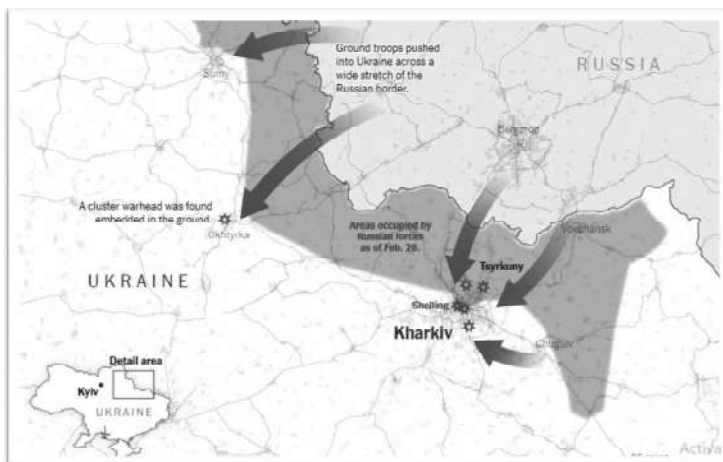 Ground troops pushed
into Ukraine across a
wide stretch of the
Russian border.
RUSSIA
Sumy
Belgorod
A cluster warhead was found
embedded in the ground
Okhtyrka
Areas occupied by
Russian forces
as of Feb. 28.
Vovchansk
Tsyrkuny
UKRAINE
Shelling
Kharkiv
Chuguev
Detail area
Kyiv
UKRAINE
Activa